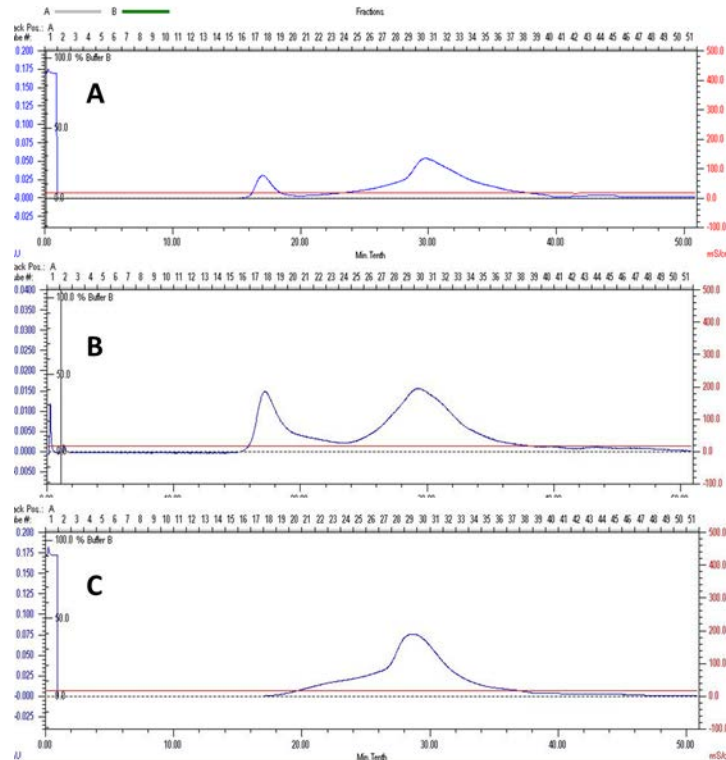 A B Fractions
ack Pos.: A
ube #: 1 2 3 4 5 6 7 8 9 10 11 12 13 14 15 16 17 18 19 20 21 22 23 24 25 26 27 28 29 30 31 32 33 34 35 36 37 38 39 40 41 42 43 44 45 46 47 48 49 50 51
0.200 100.0 % Buffer B 500.0
0.175
0.150 A 400.0
0.125
0.100 50.0 300.0
0.075 200.0
0.050
0.025 100.0
-0.000 0.0 0.0
-0.025
-100.0
0.00 10.00 20.00 30.00 40.00 50.00
U Min.Tenth mS/c
ack Pos.: A
ube #: 1 2 3 4 5 6 7 8 9 10 11 12 13 14 15 16 17 18 19 20 21 22 23 24 25 26 27 28 29 30 31 32 33 34 35 36 37 38 39 40 41 42 43 44 45 46 47 48 49 50 51
0.0400 100.0 % Buffer B 500.0
0.0350
0.0300 B 400.0
0.0250
0.0200 50.0 300.0
0.0150 200.0
0.0100
0.0050 100.0
0.0000 0.0 0.0
-0.0050
-100.0
ack Pos.: A
ube #: 1 2 3 4 5 6 7 8 9 10 11 12 13 14 15 16 17 18 19 20 21 22 23 24 25 26 27 28 29 30 31 32 33 34 35 36 37 38 39 40 41 42 43 44 45 46 47 48 49 50 51
0.200 100.0 % Buffer B 500.0
0.175
0.150 C 400.0
0.125
0.100 50.0 300.0
0.075 200.0
0.050
0.025 100.0
-0.000 0.0 0.0
-0.025
-100.0
0.00 10.00 20.00 30.00 40.00 50.00
U Min.Tenth mS/c